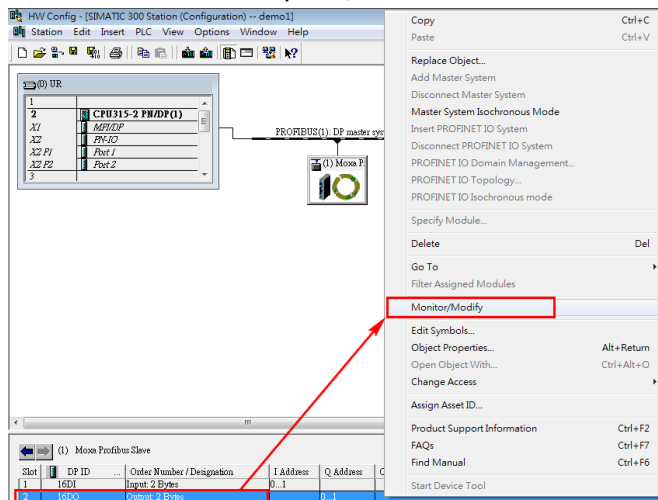 HW Config - [SIMATIC 300 Station (Configuration) -- demo1]
Station Edit Insert PLC View Options Window Help
(0) UR
1
2 CPU315-2 PN/DP(1)
X1 MPI/DP
X2 PN-IO
X2 P1 Port 1
X2 P2 Port 2
3
PROFIBUS(1): DP master sys
(1) Moxa P
Copy Ctrl+C
Paste Ctrl+V
Replace Object...
Add Master System
Disconnect Master System
Master System Isochronous Mode
Insert PROFINET IO System
Disconnect PROFINET IO System
PROFINET IO Domain Management...
PROFINET IO Topology...
PROFINET IO Isochronous mode
Specify Module...
Delete Del
Go To
Filter Assigned Modules
Monitor/Modify
Edit Symbols...
Object Properties... Alt+Return
Open Object With... Ctrl+Alt+O
Change Access
Assign Asset ID...
Product Support Information Ctrl+F2
FAQs Ctrl+F7
Find Manual Ctrl+F6
Start Device Tool
(1) Moxa Profibus Slave
Slot DP ID ... Order Number / Designation I Address Q Address C
1 16DI Input: 2 Bytes 0...1
2 16DO Output: 2 Bytes 0...1